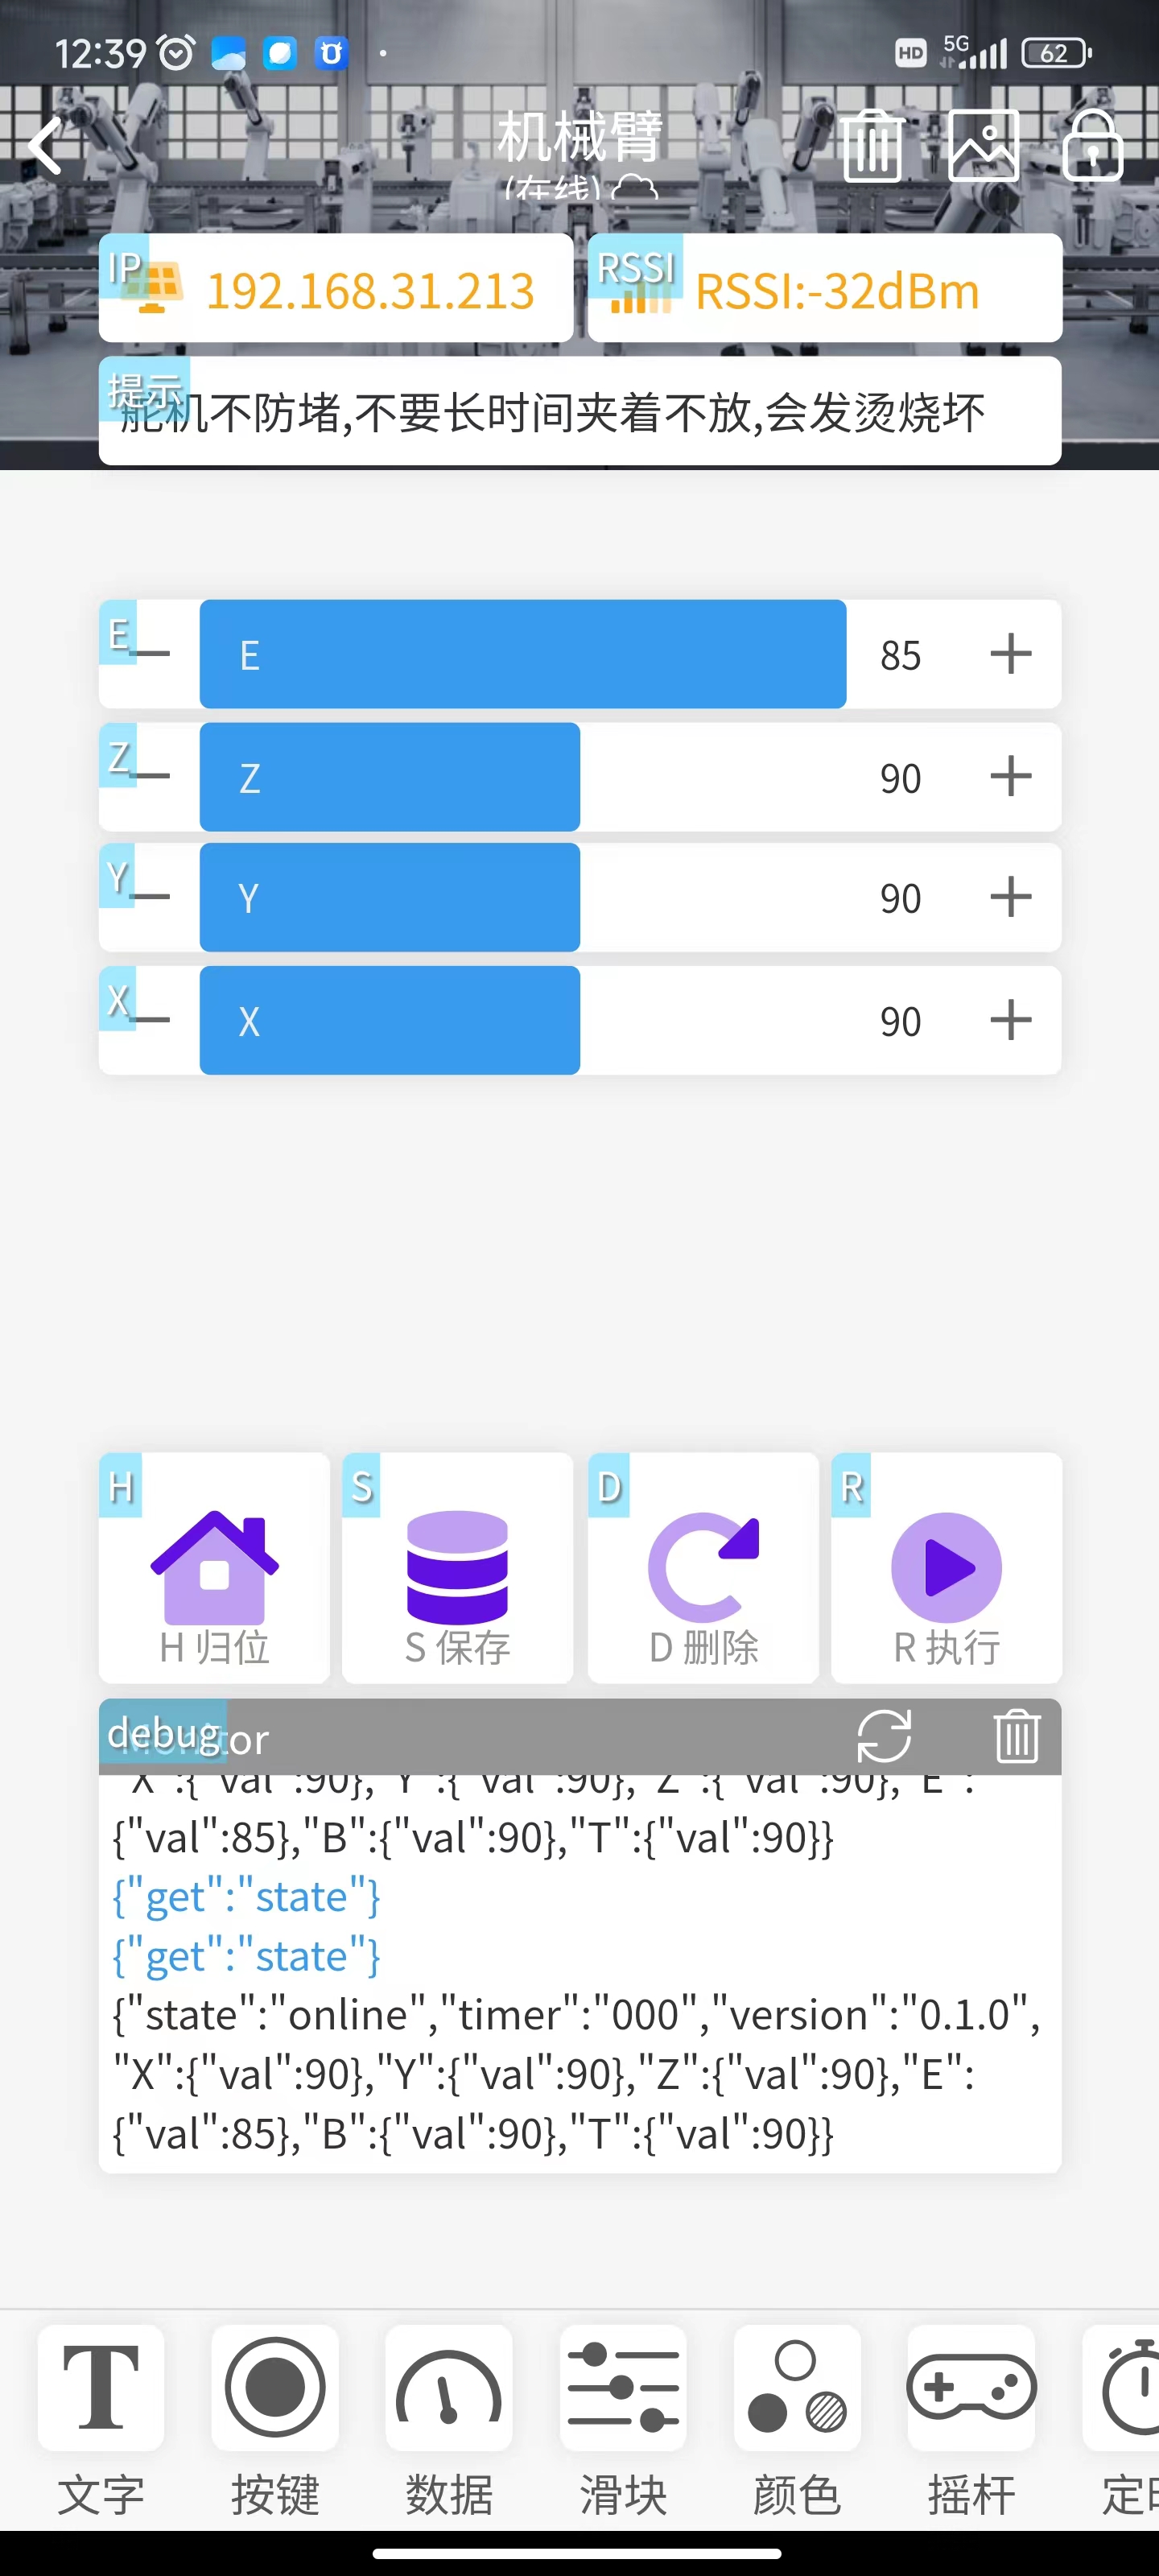 12:39
HD 5G 62
机械臂
(在线)
IP 192.168.31.213
RSSI RSSI:-32dBm
提示
舵机不防堵,不要长时间夹着不放,会发烫烧坏
E E 85
Z Z 90
Y Y 90
X X 90
H S D R
H 归位 S 保存 D 删除 R 执行
debug Monitor
"X":{"val":90},"Y":{"val":90},"Z":{"val":90},"E":
{"val":85},"B":{"val":90},"T":{"val":90}}
{"get":"state"}
{"get":"state"}
{"state":"online","timer":"000","version":"0.1.0",
"X":{"val":90},"Y":{"val":90},"Z":{"val":90},"E":
{"val":85},"B":{"val":90},"T":{"val":90}}
文字 按键 数据 滑块 颜色 摇杆 定